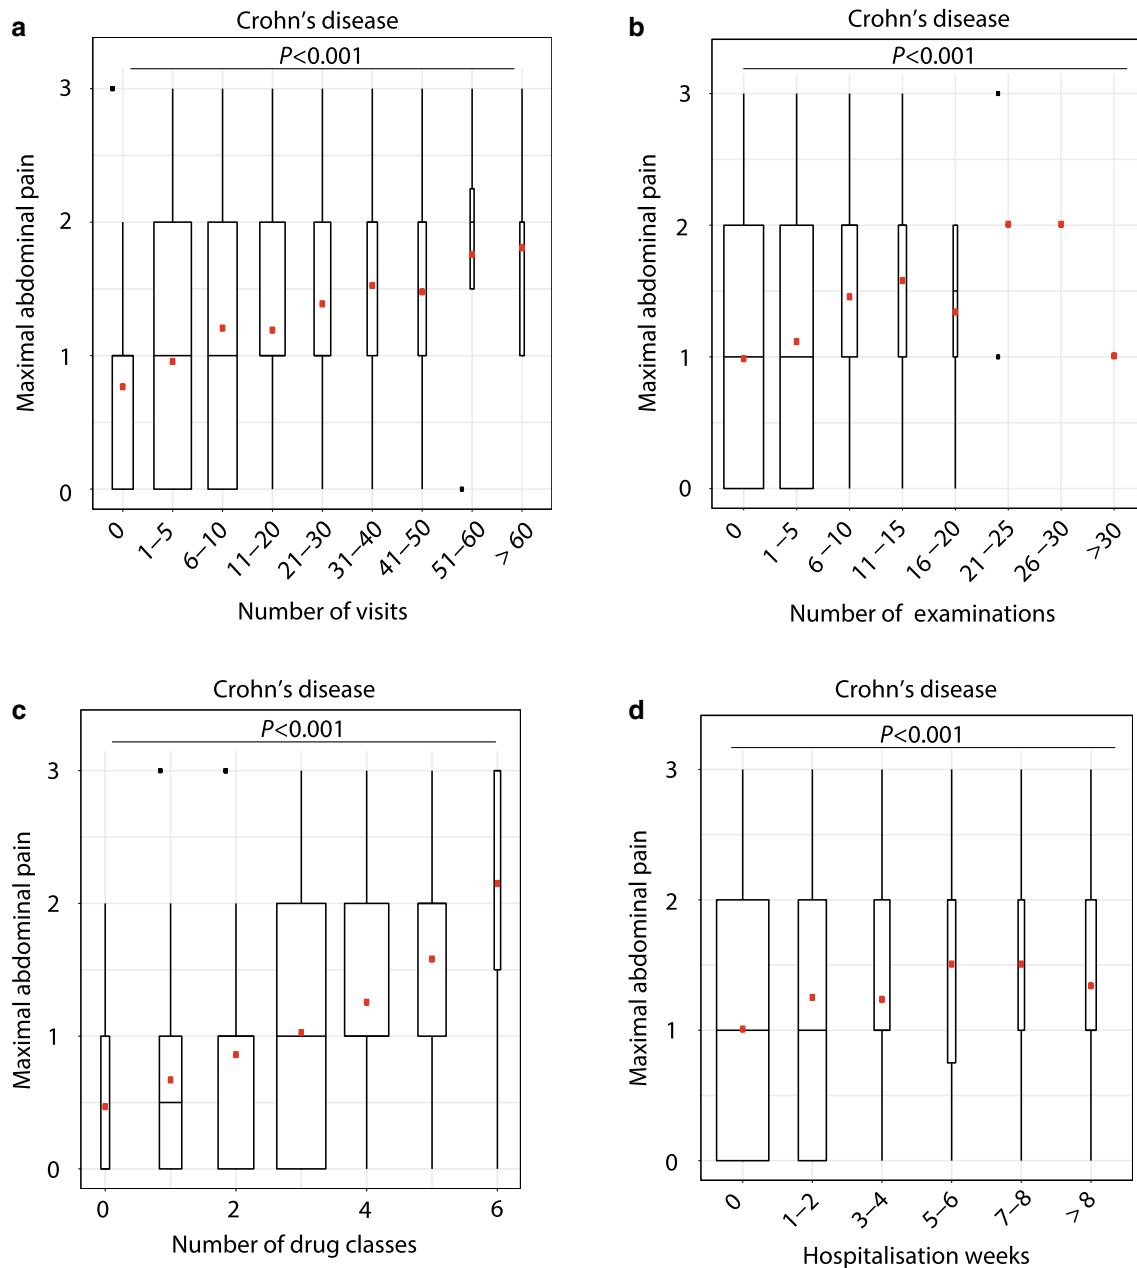 a
Crohn’s disease
P<0.001
Maximal abdominal pain
3
2
1
0
0
1–5
6–10
11–20
21–30
31–40
41–50
51–60
> 60
Number of visits
b
Crohn’s disease
P<0.001
Maximal abdominal pain
3
2
1
0
0
1–5
6–10
11–15
16–20
21–25
26–30
>30
Number of examinations
c
Crohn’s disease
P<0.001
Maximal abdominal pain
3
2
1
0
0 2 4 6
Number of drug classes
d
Crohn’s disease
P<0.001
Maximal abdominal pain
3
2
1
0
0
1–2
3–4
5–6
7–8
> 8
Hospitalisation weeks